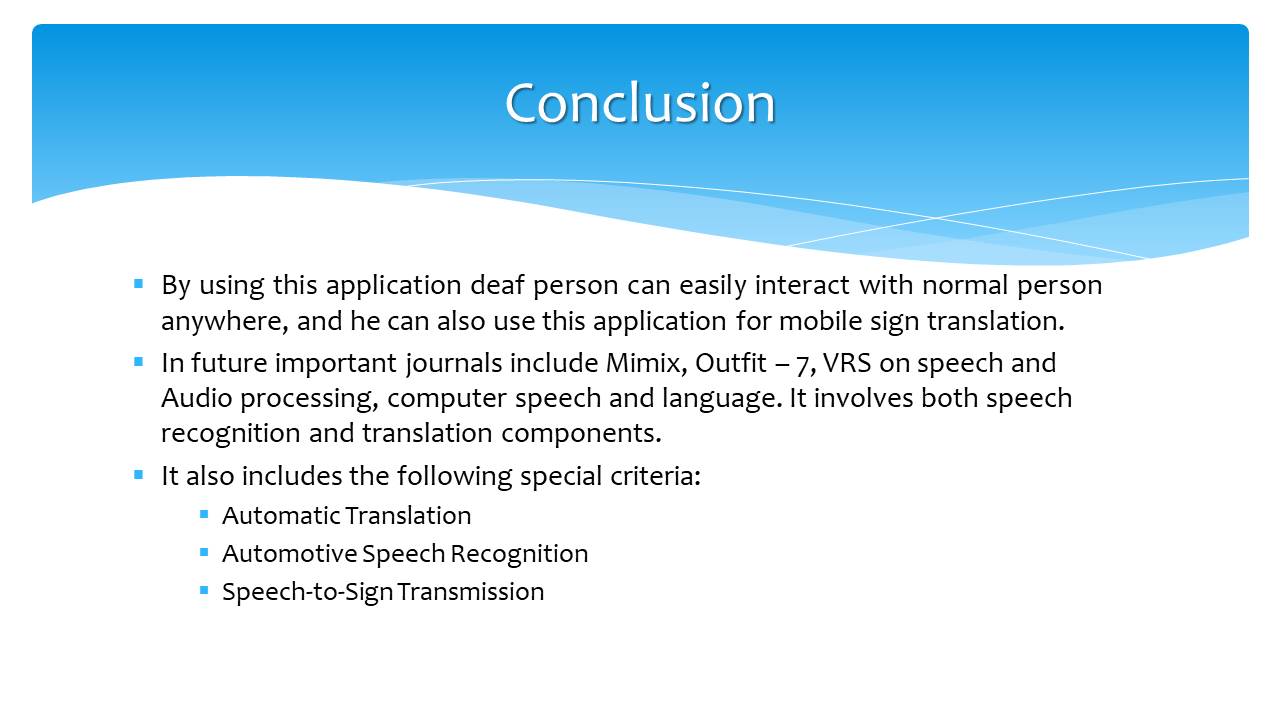 Conclusion
By using this application deaf person can easily interact with normal person
anywhere, and he can also use this application for mobile sign translation.
In future important journals include Mimix, Outfit – 7, VRS on speech and
Audio processing, computer speech and language. It involves both speech
recognition and translation components.
It also includes the following special criteria:
Automatic Translation
Automotive Speech Recognition
Speech-to-Sign Transmission